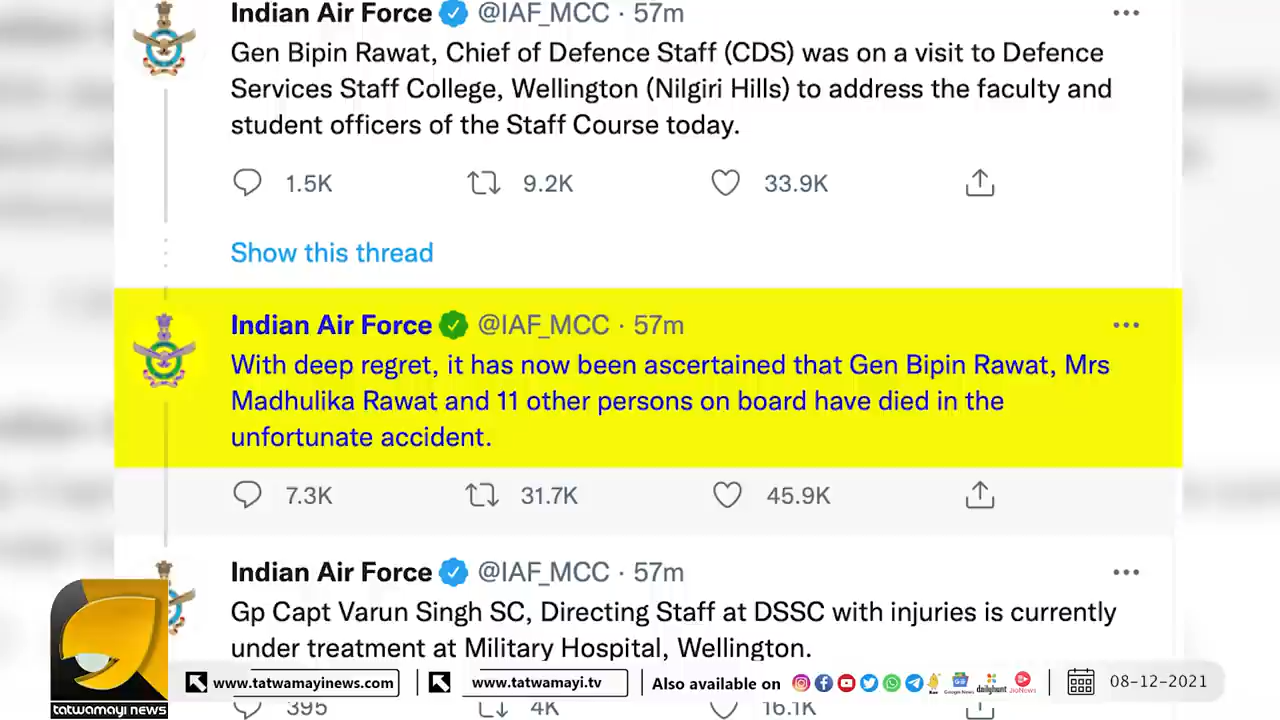 Indian Air Force @IAF_MCC · 57m
Gen Bipin Rawat, Chief of Defence Staff (CDS) was on a visit to Defence
Services Staff College, Wellington (Nilgiri Hills) to address the faculty and
student officers of the Staff Course today.
1.5K 9.2K 33.9K
Show this thread
Indian Air Force @IAF_MCC · 57m
With deep regret, it has now been ascertained that Gen Bipin Rawat, Mrs
Madhulika Rawat and 11 other persons on board have died in the
unfortunate accident.
7.3K 31.7K 45.9K
Indian Air Force @IAF_MCC · 57m
Gp Capt Varun Singh SC, Directing Staff at DSSC with injuries is currently
under treatment at Military Hospital, Wellington.
www.tatwamayinews.com www.tatwamayi.tv Also available on Koo Google News dailyhunt JioNews 08-12-2021
395 4K 16.1K
tatwamayi news